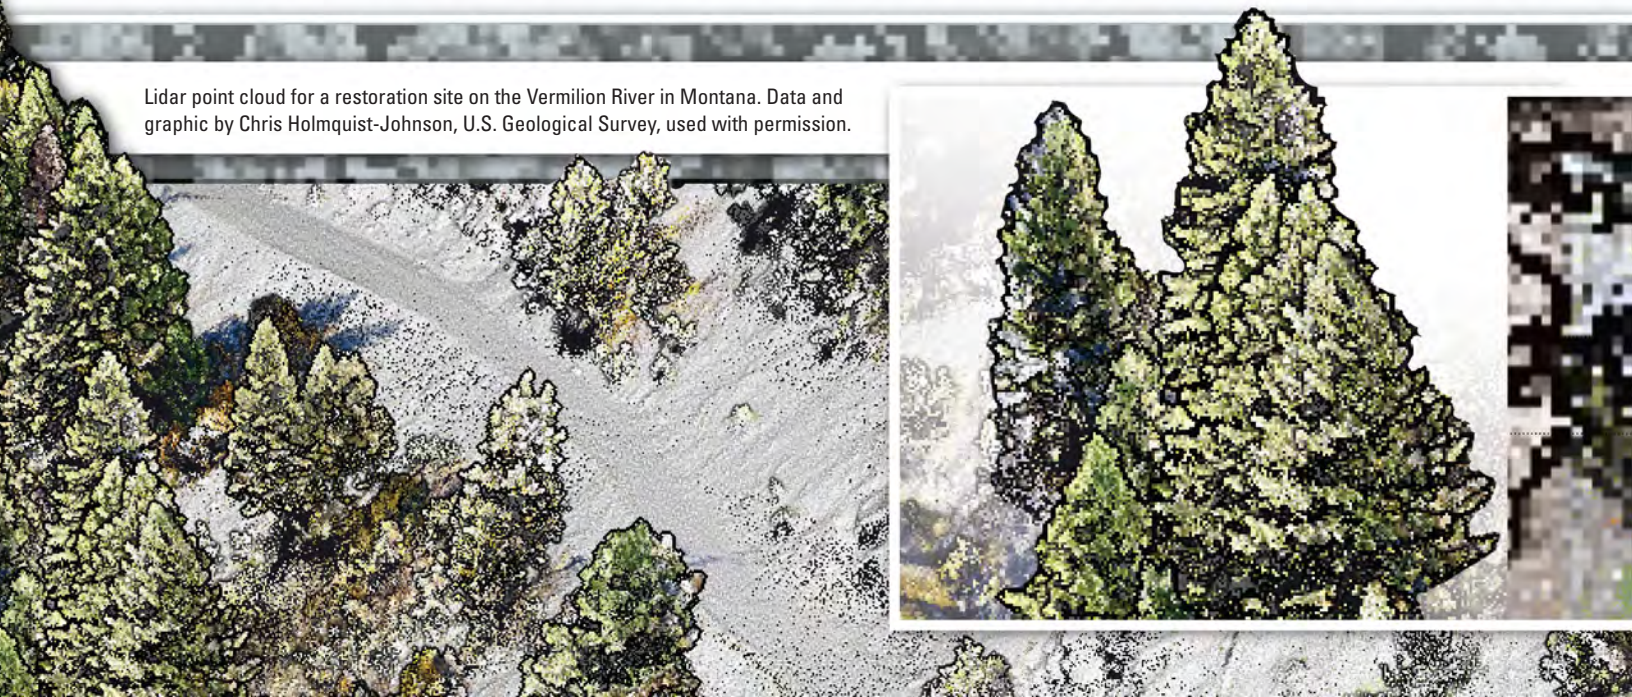 Lidar point cloud for a restoration site on the Vermilion River in Montana. Data and
graphic by Chris Holmquist-Johnson, U.S. Geological Survey, used with permission.